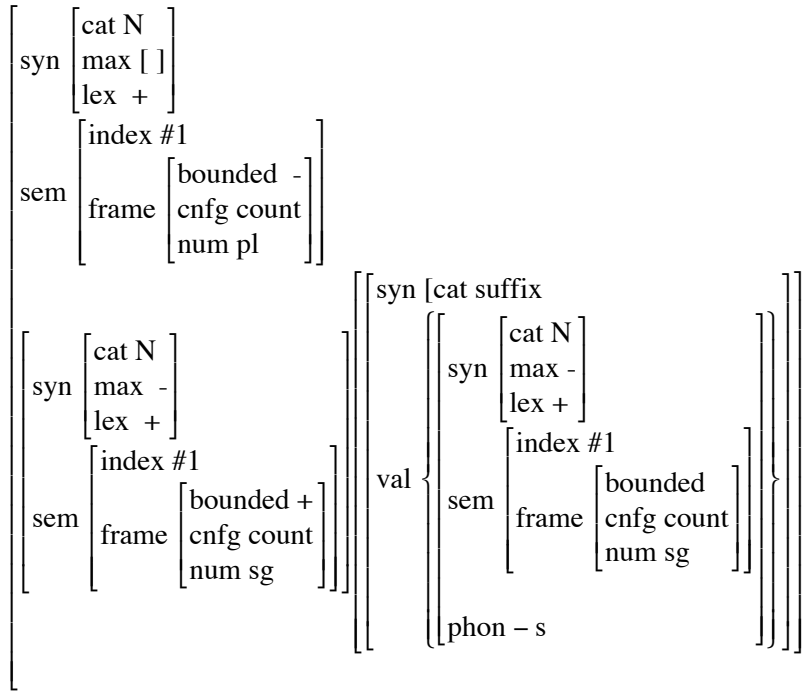 cat N
syn max [ ]
lex +
index #1
bounded -
sem frame cnfg count
num pl
syn [cat suffix
cat N
syn max -
lex +
index #1
bounded +
sem frame cnfg count
num sg
cat N
syn max -
lex +
val
index #1
bounded
sem frame cnfg count
num sg
phon – s